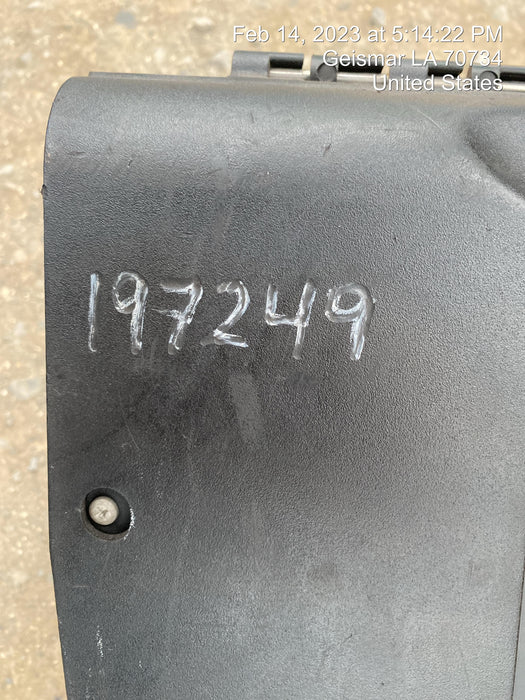 Feb 14, 2023 at 5:14:22 PM
Geismar LA 70734
United States
197249